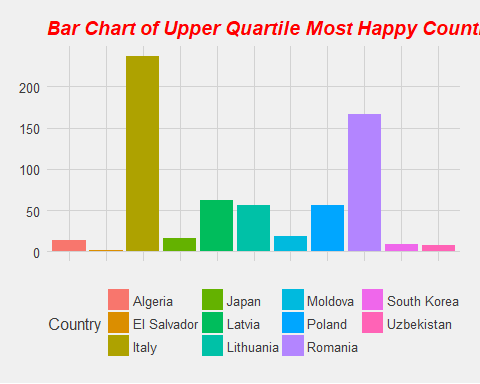 Bar Chart of Upper Quartile Most Happy Count
200
150
100
50
0
Country
Algeria
El Salvador
Italy
Japan
Latvia
Lithuania
Moldova
Poland
Romania
South Korea
Uzbekistan